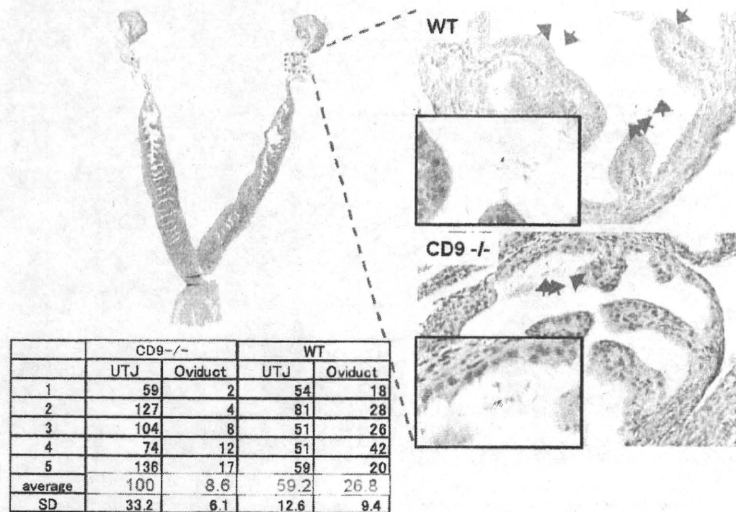 WT
CD9 -/-
CD9-/- WT
UTJ Oviduct UTJ Oviduct
1 59 2 54 18
2 127 4 81 28
3 104 8 51 26
4 74 12 51 42
5 136 17 59 20
average 100 8.6 59.2 26.8
SD 33.2 6.1 12.6 9.4